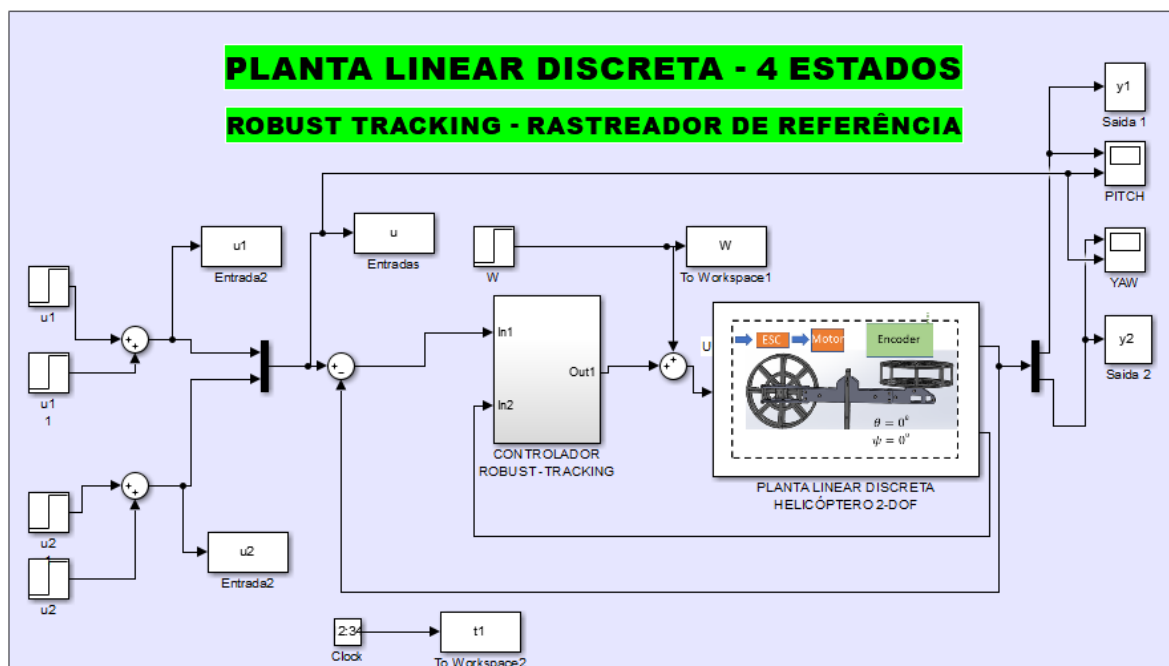 PLANTA LINEAR DISCRETA - 4 ESTADOS
ROBUST TRACKING - RASTREADOR DE REFERÊNCIA
y1
Saida 1
PITCH
YAW
y2
Saida 2
u1
Entrada2
u
Entradas
W
W
To Workspace1
u1
u1
1
In1
In2
Out1
CONTROLADOR
ROBUST-TRACKING
U
ESC
Motor
Encoder
θ = 0°
ψ = 0°
PLANTA LINEAR DISCRETA
HELICÓPTERO 2-DOF
u2
u2
u2
Entrada2
2:34
Clock
t1
To Workspace2